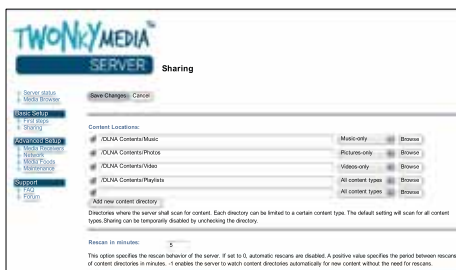 TWONKYMEDIA
SERVER Sharing
Server status
Media Browser
Save Changes Cancel
Basic Setup
First steps
Sharing
Advanced Setup
Media Receivers
Network
Media Feeds
Maintenance
Support
FAQ
Forum
Content Locations:
/DLNA Contents/Music Music-only Browse
/DLNA Contents/Photos Pictures-only Browse
/DLNA Contents/Video Videos-only Browse
/DLNA Contents/Playlists All content types Browse
All content types Browse
Add new content directory
Directories where the server shall scan for content. Each directory can be limited to a certain content type. The default setting will scan for all content
types. Sharing can be temporarily disabled by unchecking the directory.
Rescan in minutes: 5
This option specifies the rescan behavior of the server. If set to 0, automatic rescans are disabled. A positive value specifies the period between rescans
of content directories in minutes. -1 enables the server to watch content directories automatically for new content without the need for rescans.